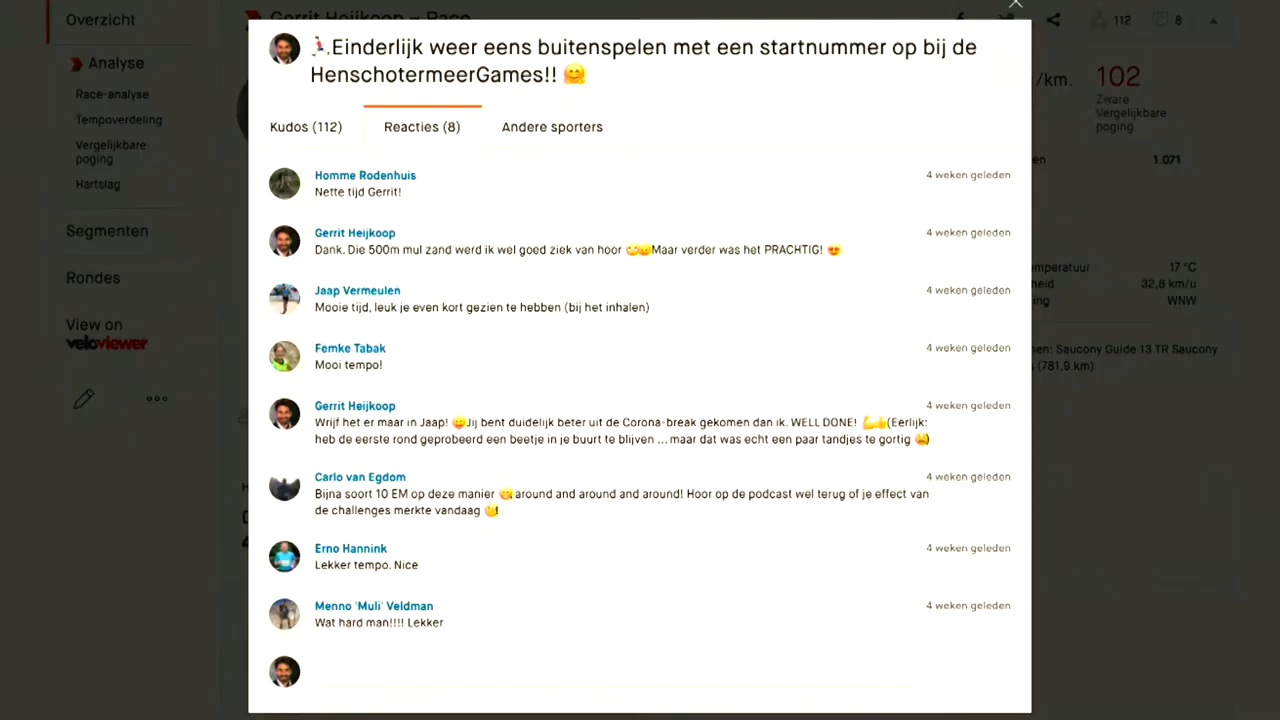 Overzicht
Gerrit Heijkoop – Race
112
8
Analyse
Race-analyse
Tempoverdeling
Vergelijkbare
poging
Hartslag
Segmenten
Rondes
View on
veloviewer
Einderlijk weer eens buitenspelen met een startnummer op bij de
HenschotermeerGames!! 🤗
Kudos (112)
Reacties (8)
Andere sporters
Homme Rodenhuis
4 weken geleden
Nette tijd Gerrit!
Gerrit Heijkoop
4 weken geleden
Dank. Die 500m mul zand werd ik wel goed ziek van hoor Maar verder was het PRACHTIG! 😍
Jaap Vermeulen
4 weken geleden
Mooie tijd, leuk je even kort gezien te hebben (bij het inhalen)
Femke Tabak
4 weken geleden
Mooi tempo!
Gerrit Heijkoop
4 weken geleden
Wrijf het er maar in Jaap! Jij bent duidelijk beter uit de Corona-break gekomen dan ik. WELL DONE! 💪👍(Eerlijk:
heb de eerste rond geprobeerd een beetje in je buurt te blijven ... maar dat was echt een paar tandjes te gortig )
Carlo van Egdom
4 weken geleden
Bijna soort 10 EM op deze manier around and around and around! Hoor op de podcast wel terug of je effect van
de challenges merkte vandaag
Erno Hannink
4 weken geleden
Lekker tempo. Nice
Menno 'Muli' Veldman
4 weken geleden
Wat hard man!!!! Lekker
/km.
102
Zware
Vergelijkbare
poging
en
1.071
mperatuur
17 °C
heid
32,8 km/u
ing
WNW
nen: Saucony Guide 13 TR Saucony
(781,9 km)